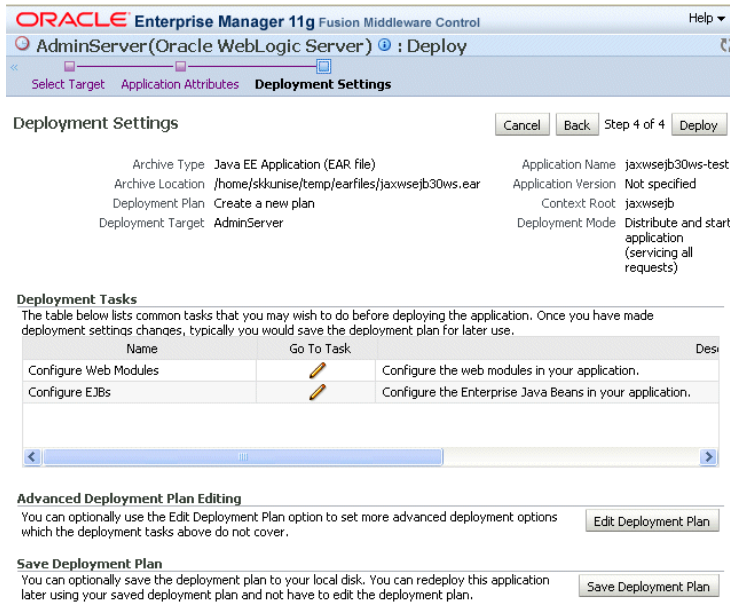 ORACLE Enterprise Manager 11g Fusion Middleware Control
Help
AdminServer(Oracle WebLogic Server) : Deploy
Select Target Application Attributes Deployment Settings
Deployment Settings
Cancel Back Step 4 of 4 Deploy
Archive Type Java EE Application (EAR file)
Archive Location /home/skkunise/temp/earfiles/jaxwsejb30ws.ear
Deployment Plan Create a new plan
Deployment Target AdminServer
Application Name jaxwsejb30ws-test
Application Version Not specified
Context Root jaxwsejb
Deployment Mode Distribute and start
application
(servicing all
requests)
Deployment Tasks
The table below lists common tasks that you may wish to do before deploying the application. Once you have made
deployment settings changes, typically you would save the deployment plan for later use.
Name Go To Task Des
Configure Web Modules Configure the web modules in your application.
Configure EJBs Configure the Enterprise Java Beans in your application.
Advanced Deployment Plan Editing
You can optionally use the Edit Deployment Plan option to set more advanced deployment options
which the deployment tasks above do not cover.
Edit Deployment Plan
Save Deployment Plan
You can optionally save the deployment plan to your local disk. You can redeploy this application
later using your saved deployment plan and not have to edit the deployment plan.
Save Deployment Plan